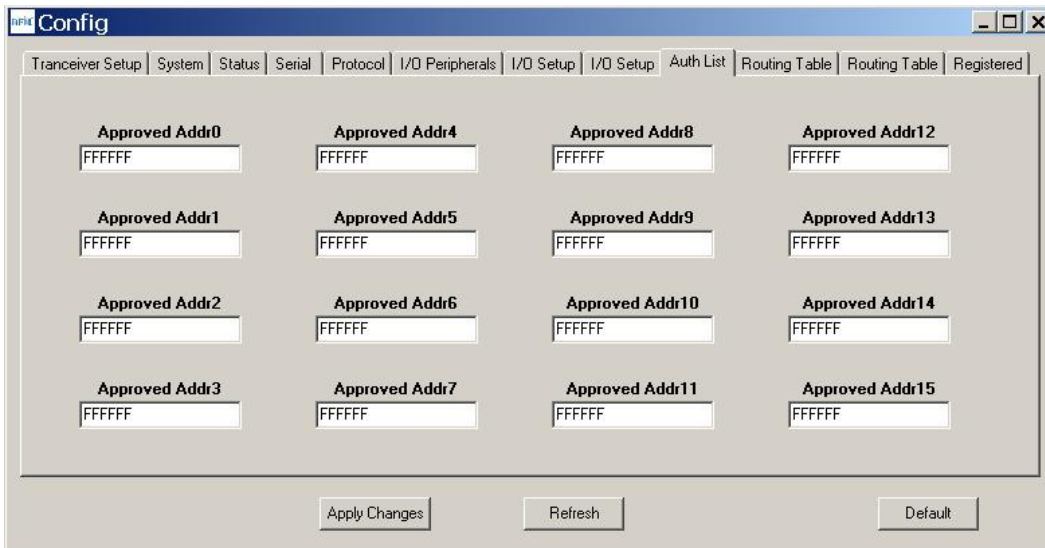 Config
Tranceiver Setup System Status Serial Protocol I/O Peripherals I/O Setup I/O Setup Auth List Routing Table Routing Table Registered
Approved Addr0 Approved Addr4 Approved Addr8 Approved Addr12
FFFFFF FFFFFF FFFFFF FFFFFF
Approved Addr1 Approved Addr5 Approved Addr9 Approved Addr13
FFFFFF FFFFFF FFFFFF FFFFFF
Approved Addr2 Approved Addr6 Approved Addr10 Approved Addr14
FFFFFF FFFFFF FFFFFF FFFFFF
Approved Addr3 Approved Addr7 Approved Addr11 Approved Addr15
FFFFFF FFFFFF FFFFFF FFFFFF
Apply Changes Refresh Default